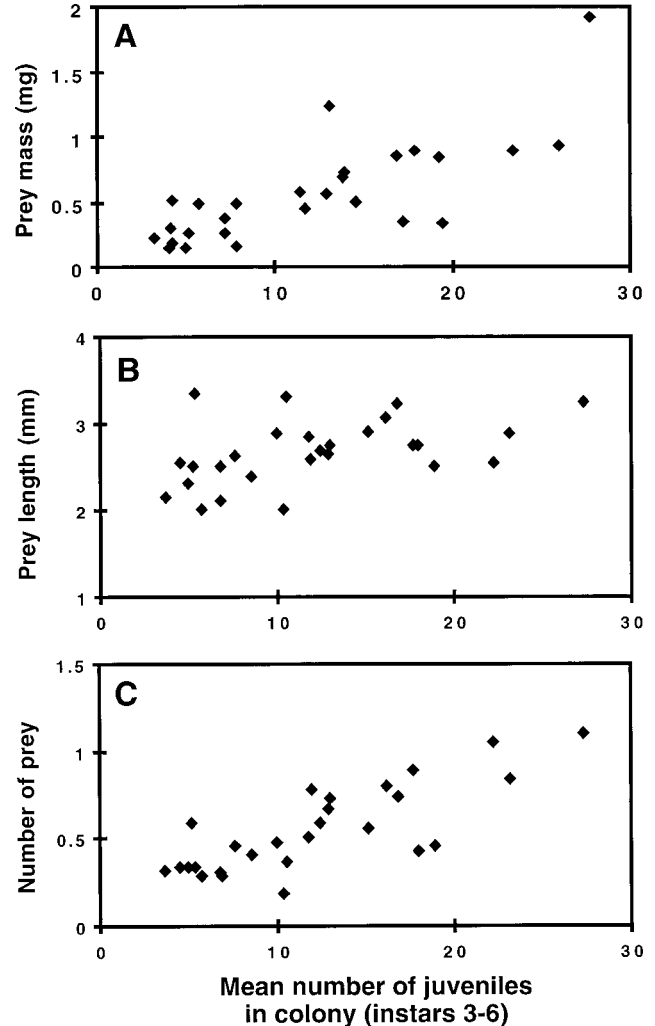 A
Prey mass (mg)
2
1.5
1
0.5
0
0 10 20 30
B
Prey length (mm)
4
3
2
1
0 10 20 30
C
Number of prey
1.5
1
0.5
0
0 10 20 30
Mean number of juveniles
in colony (instars 3-6)